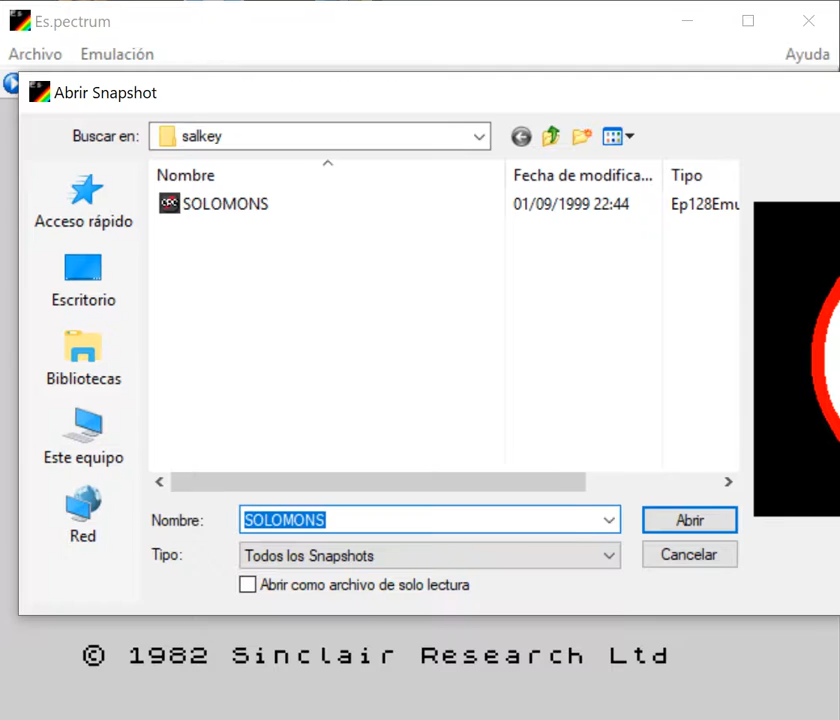 Es.pectrum
Archivo Emulación Ayuda
Abrir Snapshot
Buscar en: salkey
Nombre Fecha de modifica... Tipo
SOLOMONS 01/09/1999 22:44 Ep128Emu
Acceso rápido
Escritorio
Bibliotecas
Este equipo
Red
Nombre: SOLOMONS Abrir
Tipo: Todos los Snapshots Cancelar
Abrir como archivo de solo lectura
© 1982 Sinclair Research Ltd